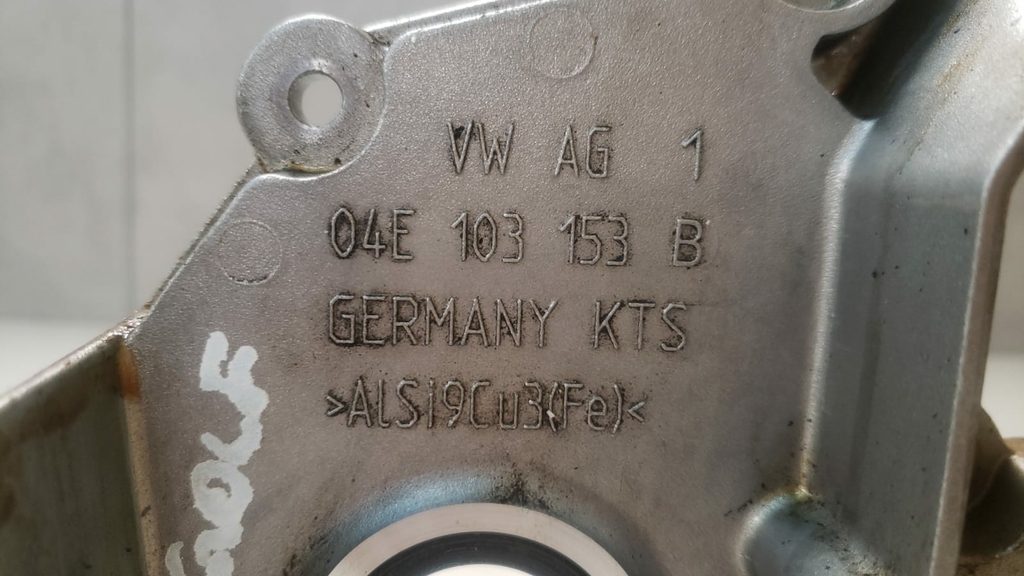 VW AG 1
04E 103 153 B
GERMANY KTS
>AlSi9Cu3(Fe)<